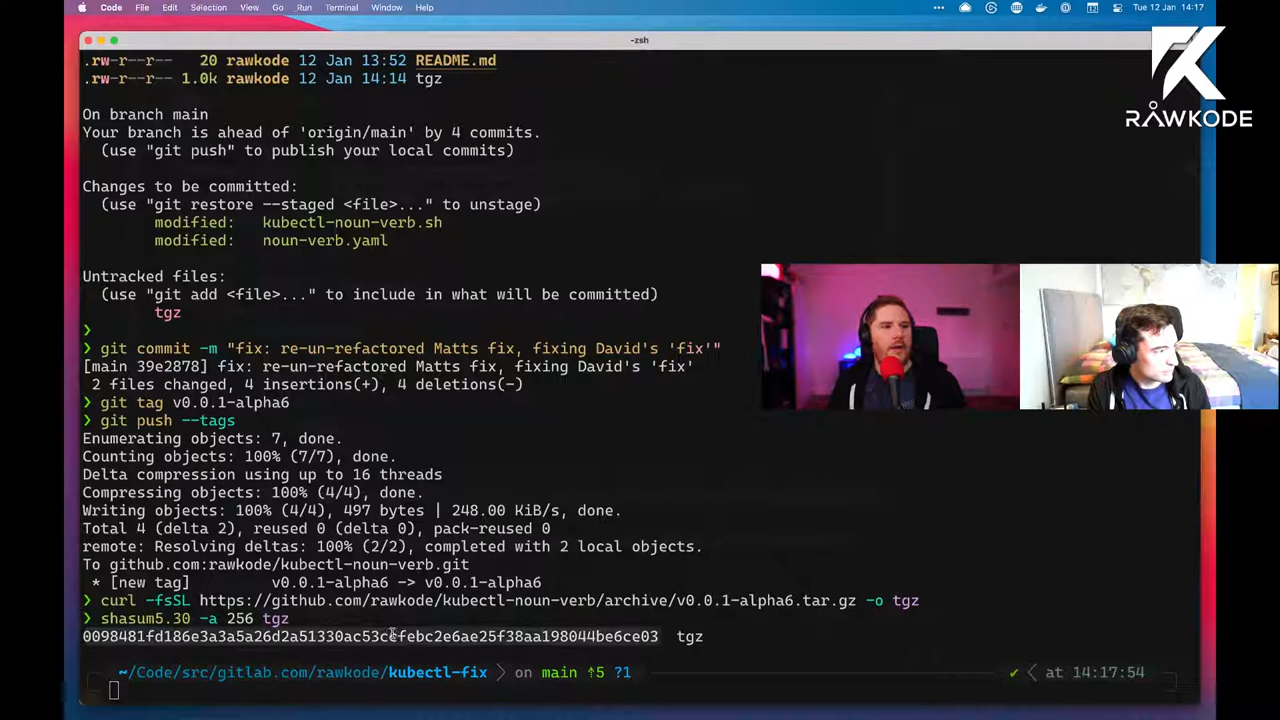 Code File Edit Selection View Go Run Terminal Window Help
Tue 12 Jan 14:17
-zsh
RAWKODE
.rw-r--r-- 20 rawkode 12 Jan 13:52 README.md
.rw-r--r-- 1.0k rawkode 12 Jan 14:14 tgz
On branch main
Your branch is ahead of 'origin/main' by 4 commits.
(use "git push" to publish your local commits)
Changes to be committed:
(use "git restore --staged <file>..." to unstage)
modified: kubectl-noun-verb.sh
modified: noun-verb.yaml
Untracked files:
(use "git add <file>..." to include in what will be committed)
tgz
❯
❯ git commit -m "fix: re-un-refactored Matts fix, fixing David's 'fix'"
[main 39e2878] fix: re-un-refactored Matts fix, fixing David's 'fix'
2 files changed, 4 insertions(+), 4 deletions(-)
❯ git tag v0.0.1-alpha6
❯ git push --tags
Enumerating objects: 7, done.
Counting objects: 100% (7/7), done.
Delta compression using up to 16 threads
Compressing objects: 100% (4/4), done.
Writing objects: 100% (4/4), 497 bytes | 248.00 KiB/s, done.
Total 4 (delta 2), reused 0 (delta 0), pack-reused 0
remote: Resolving deltas: 100% (2/2), completed with 2 local objects.
To github.com:rawkode/kubectl-noun-verb.git
* [new tag] v0.0.1-alpha6 -> v0.0.1-alpha6
❯ curl -fsSL https://github.com/rawkode/kubectl-noun-verb/archive/v0.0.1-alpha6.tar.gz -o tgz
❯ shasum5.30 -a 256 tgz
tgz
~/Code/src/gitlab.com/rawkode/kubectl-fix on main ⇡5 ?1 ✔ at 14:17:54